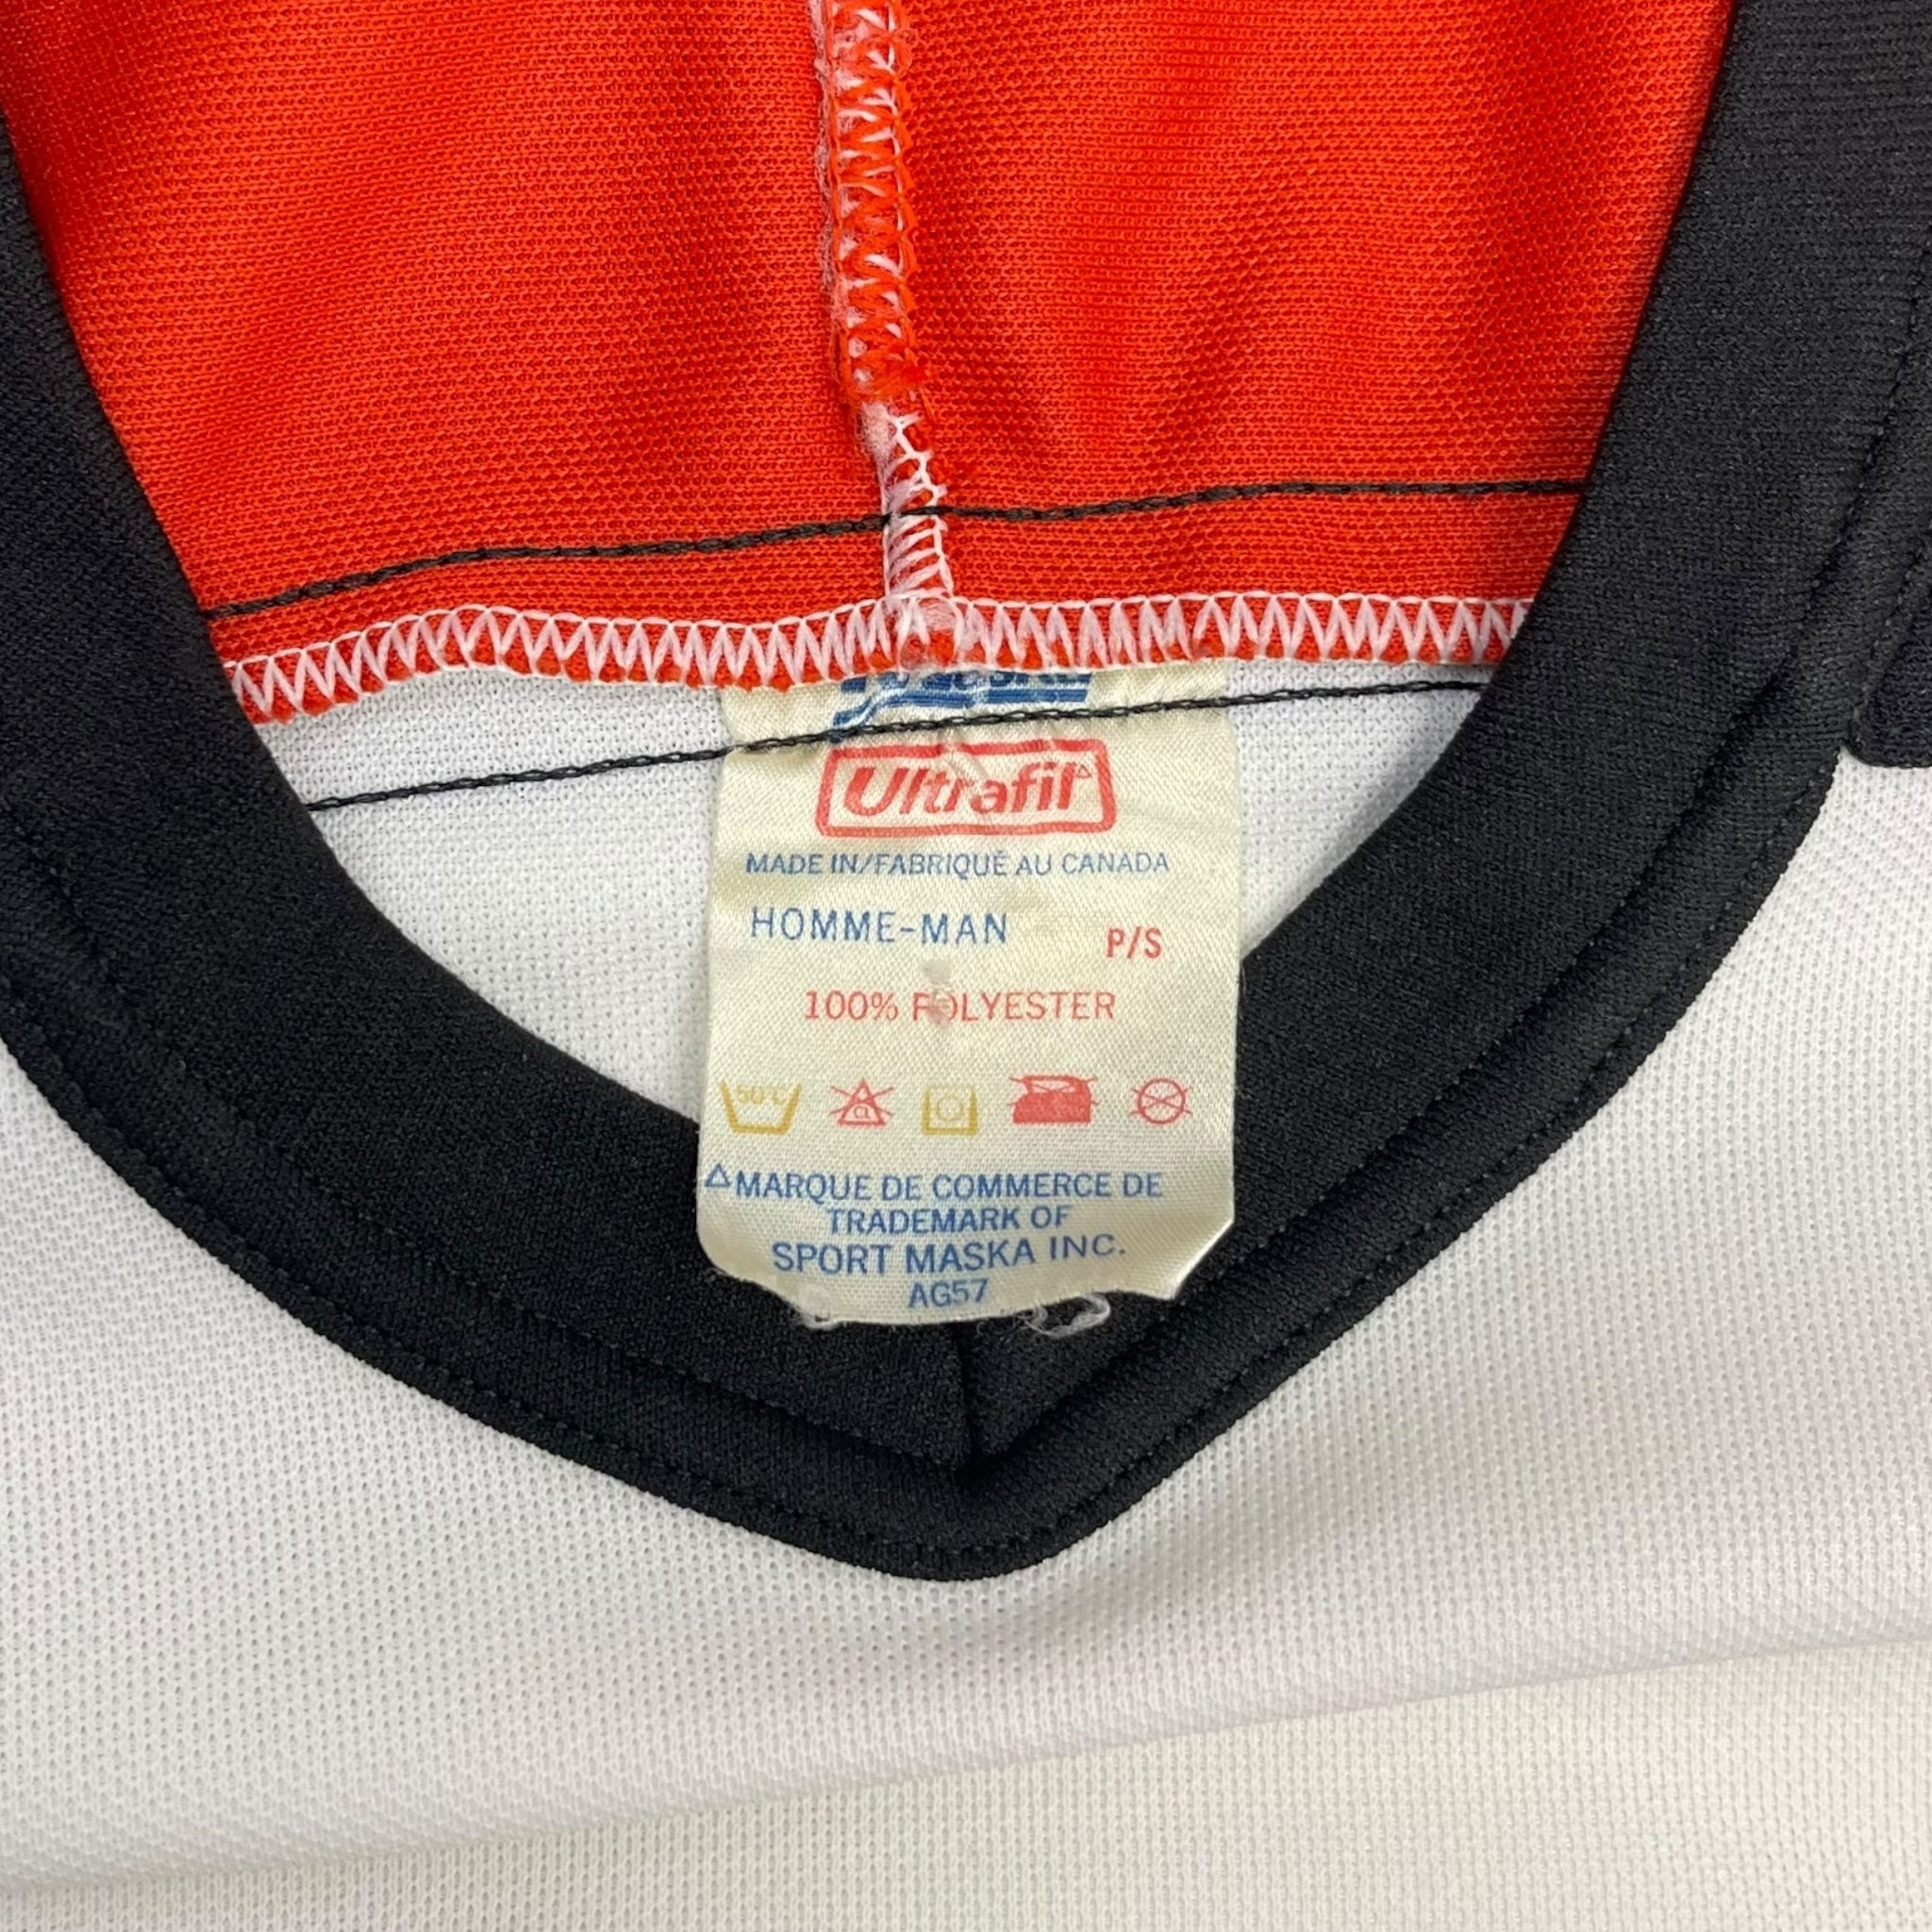 Ultrafil△
MADE IN/FABRIQUÉ AU CANADA
HOMME-MAN P/S
100% POLYESTER
50°C
△MARQUE DE COMMERCE DE
TRADEMARK OF
SPORT MASKA INC.
AG57